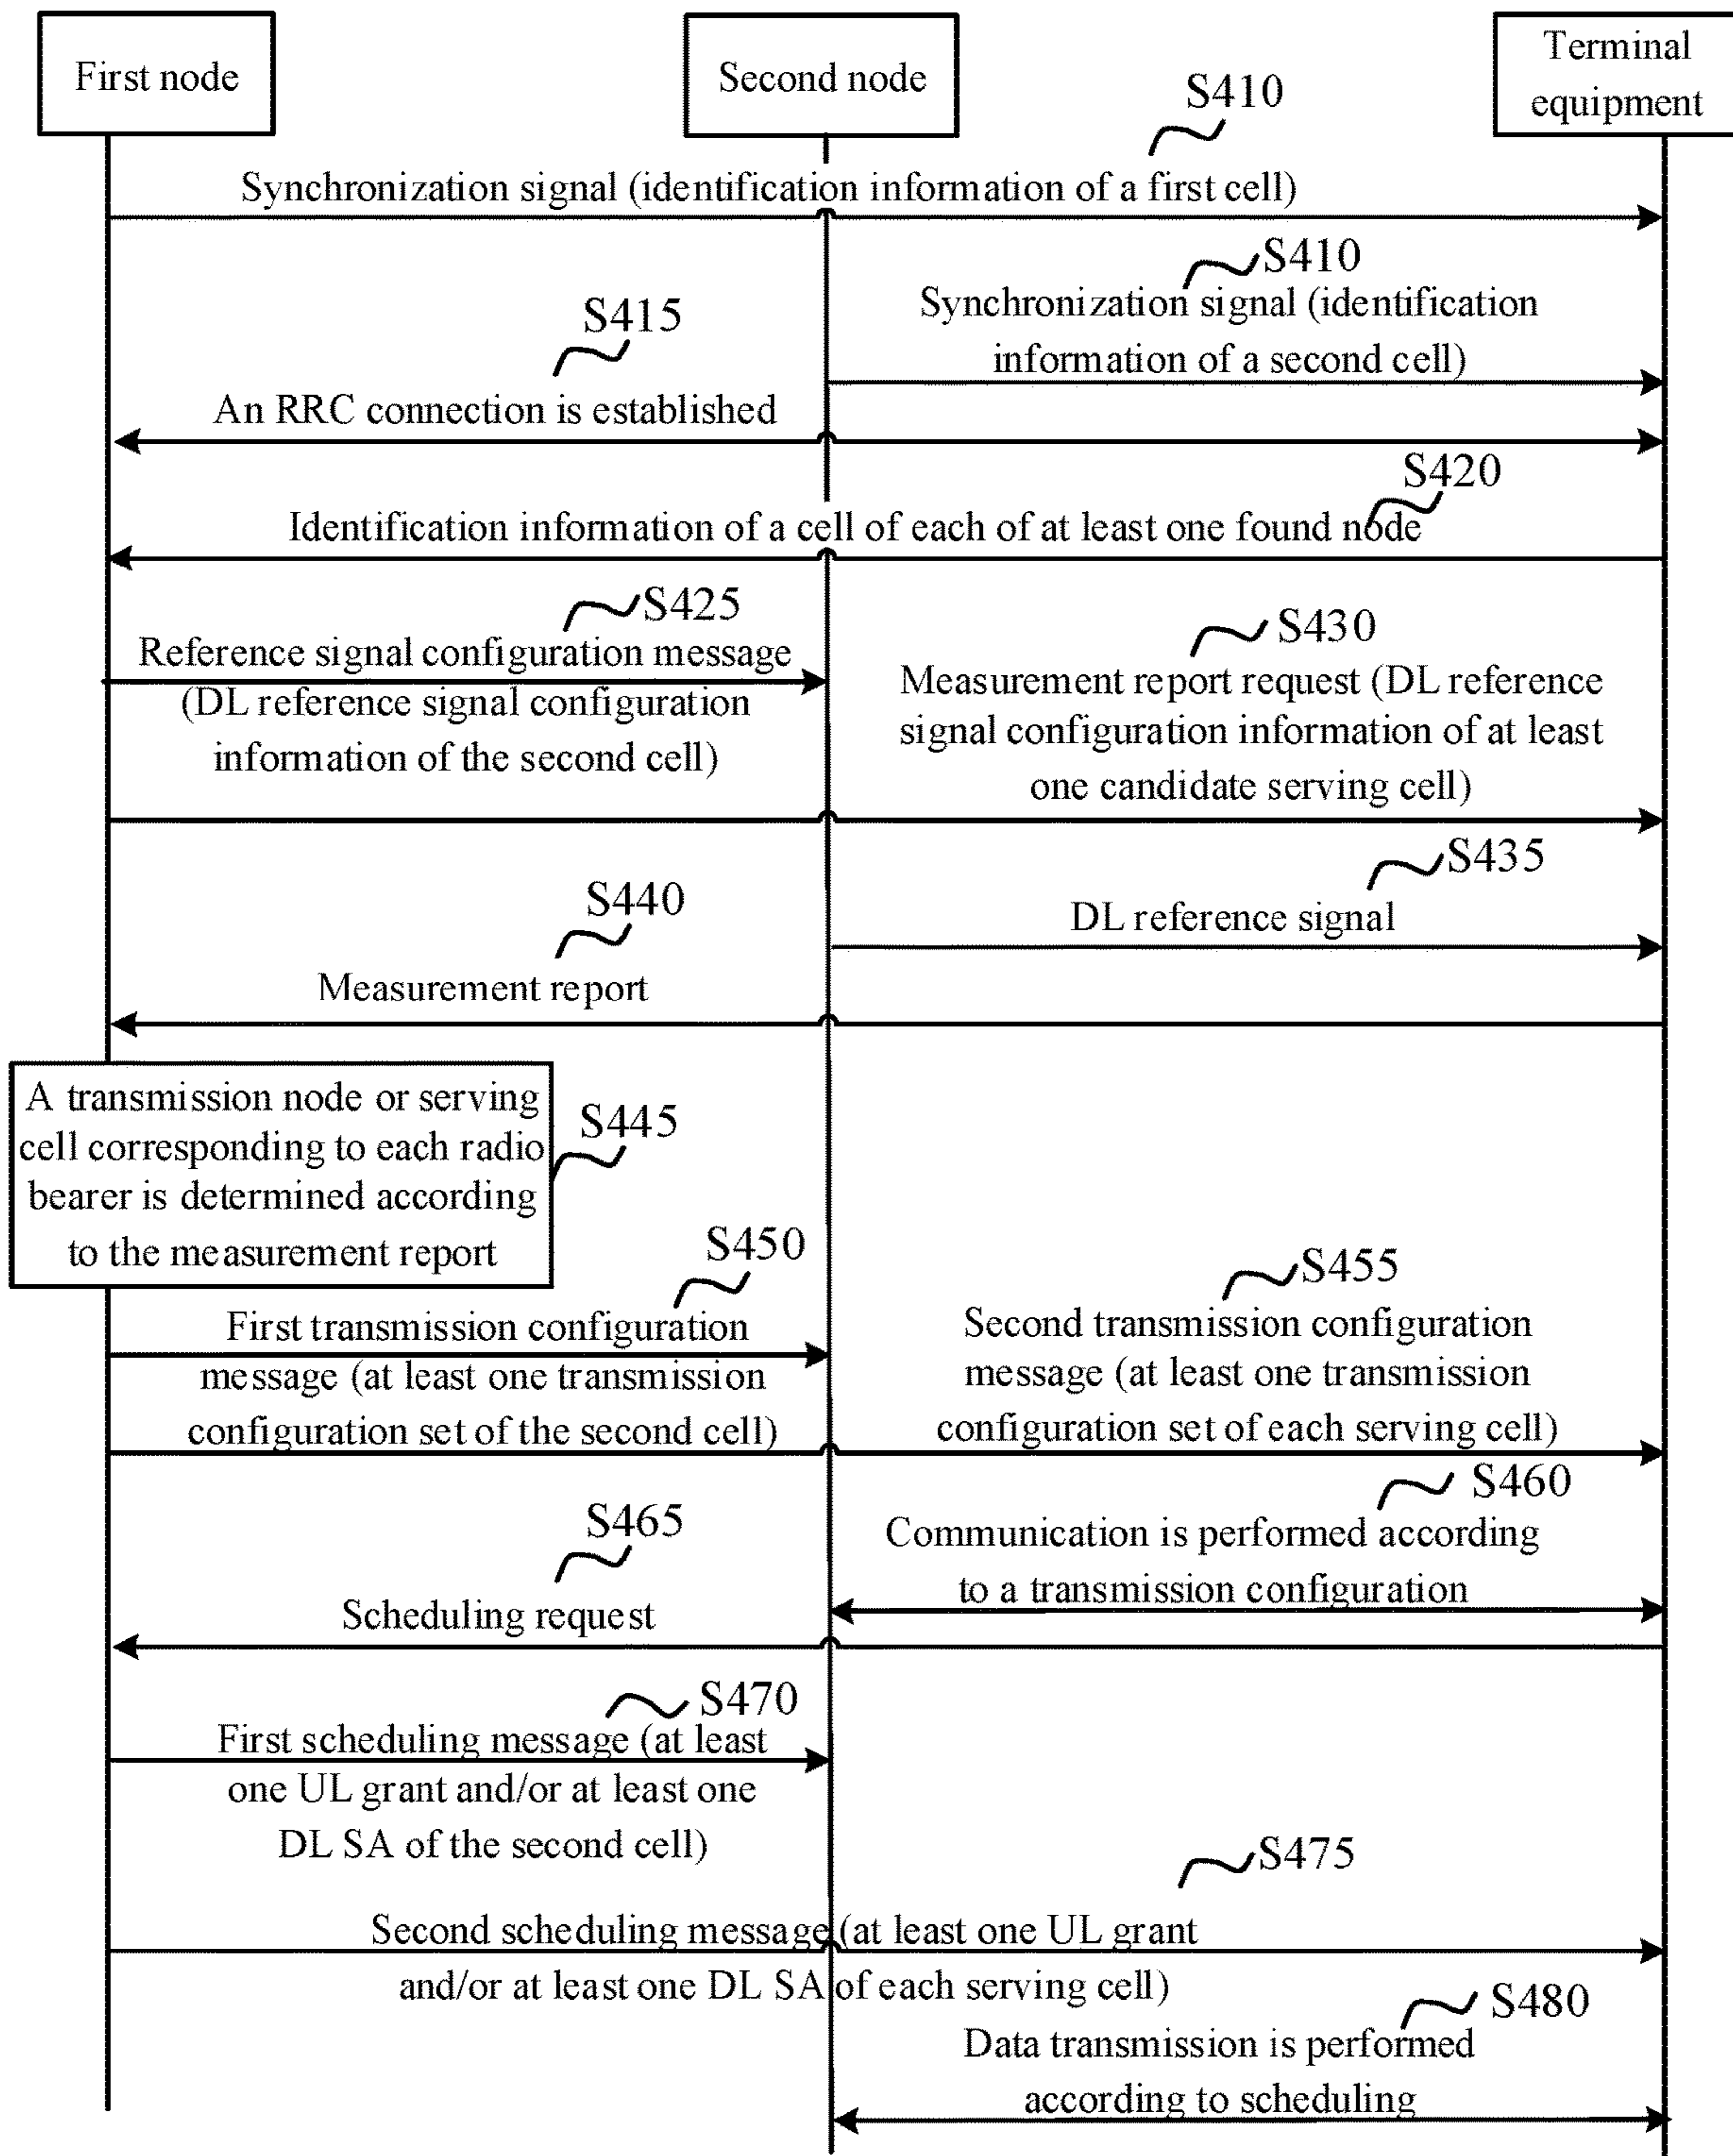 First node
Second node
Terminal
equipment
S410
Synchronization signal (identification information of a first cell)
S410
Synchronization signal (identification
information of a second cell)
S415
An RRC connection is established
S420
Identification information of a cell of each of at least one found node
S425
Reference signal configuration message
(DL reference signal configuration
information of the second cell)
S430
Measurement report request (DL reference
signal configuration information of at least
one candidate serving cell)
S435
DL reference signal
S440
Measurement report
A transmission node or serving
cell corresponding to each radio
bearer is determined according
to the measurement report
S445
S450
First transmission configuration
message (at least one transmission
configuration set of the second cell)
S455
Second transmission configuration
message (at least one transmission
configuration set of each serving cell)
S460
Communication is performed according
to a transmission configuration
S465
Scheduling request
S470
First scheduling message (at least
one UL grant and/or at least one
DL SA of the second cell)
S475
Second scheduling message (at least one UL grant
and/or at least one DL SA of each serving cell)
S480
Data transmission is performed
according to scheduling